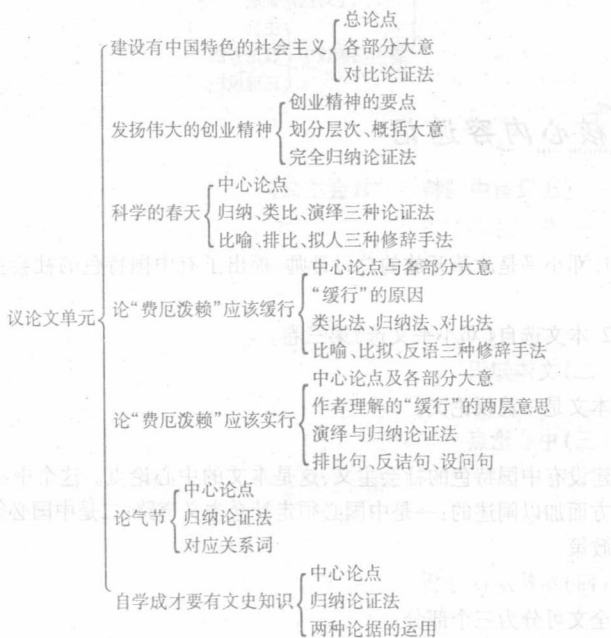 议论文单元
建设有中国特色的社会主义
总论点
各部分大意
对比论证法
发扬伟大的创业精神
创业精神的要点
划分层次、概括大意
完全归纳论证法
科学的春天
中心论点
归纳、类比、演绎三种论证法
比喻、排比、拟人三种修辞手法
论“费厄泼赖”应该缓行
中心论点与各部分大意
“缓行”的原因
类比法、归纳法、对比法
比喻、比拟、反语三种修辞手法
论“费厄泼赖”应该实行
中心论点及各部分大意
作者理解的“缓行”的两层意思
演绎与归纳论证法
排比句、反诘句、设问句
论气节
中心论点
归纳论证法
对应关系词
自学成才要有文史知识
中心论点
归纳论证法
两种论据的运用